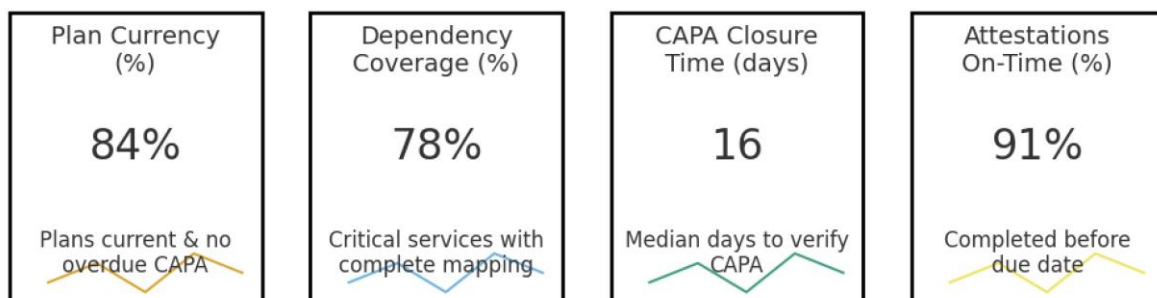 Plan Currency
(%)
84%
Plans current & no
overdue CAPA
Dependency
Coverage (%)
78%
Critical services with
complete mapping
CAPA Closure
Time (days)
16
Median days to verify
CAPA
Attestations
On-Time (%)
91%
Completed before
due date